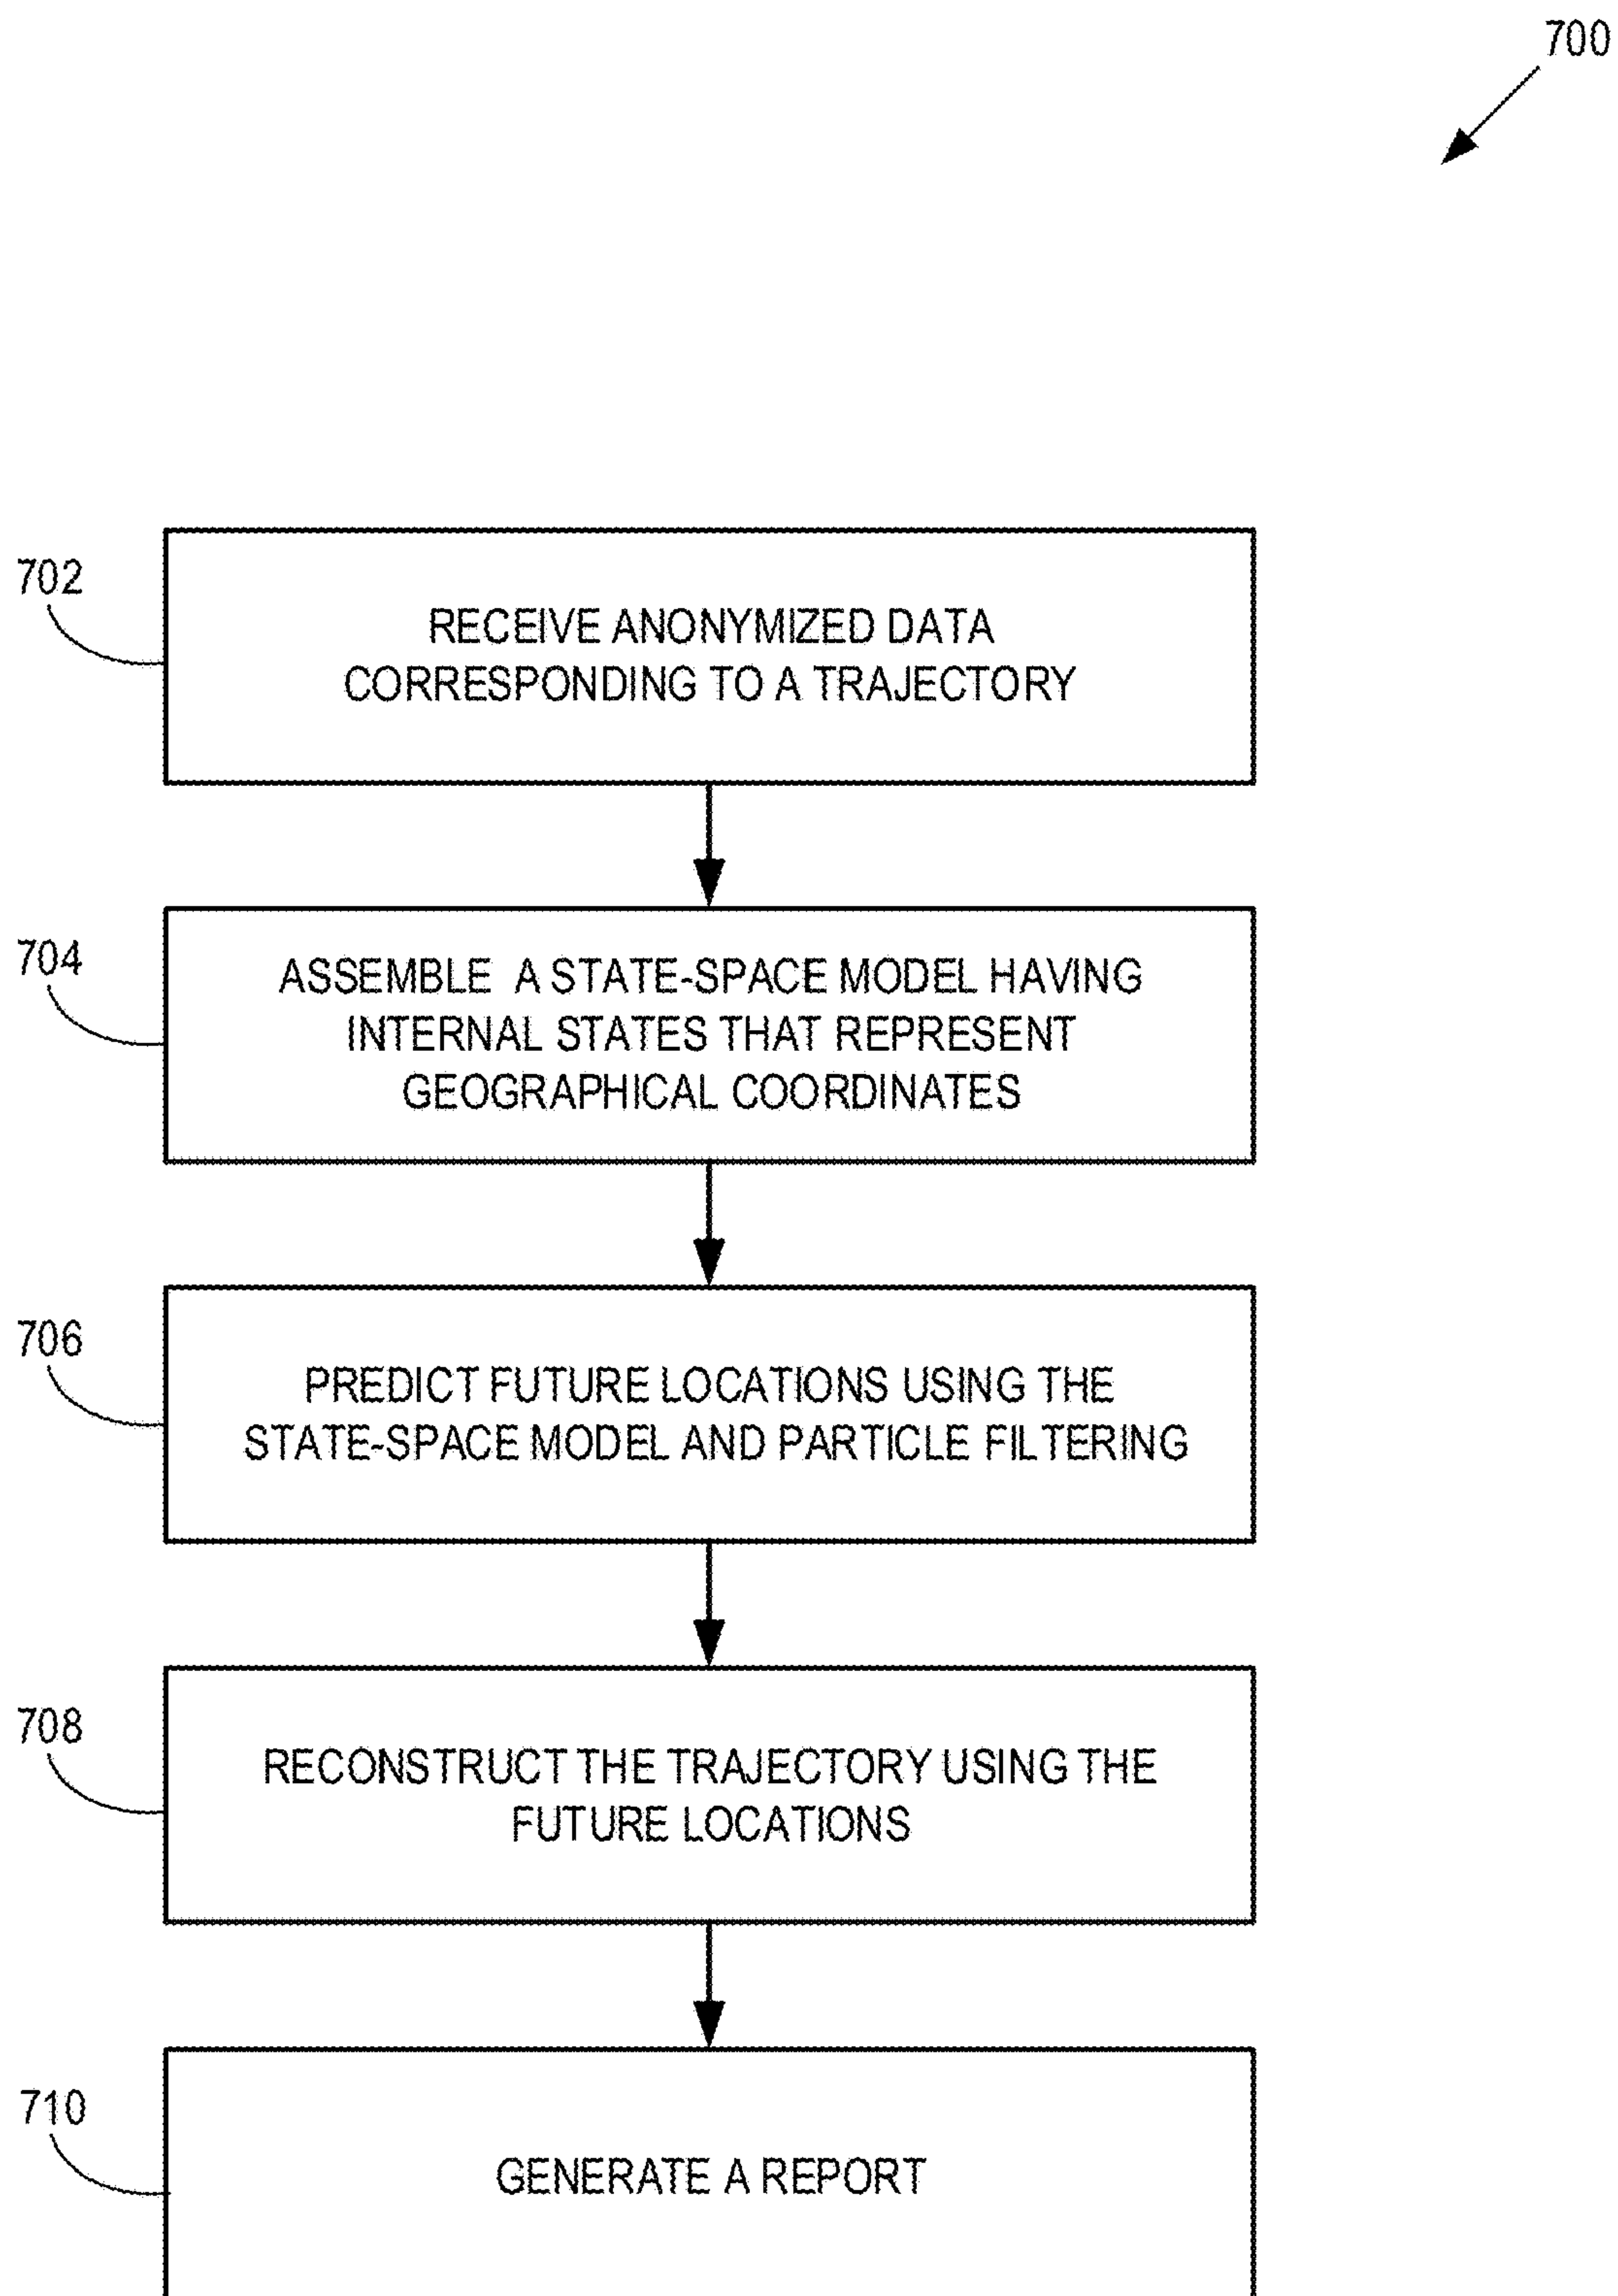 700
702
RECEIVE ANONYMIZED DATA
CORRESPONDING TO A TRAJECTORY
704
ASSEMBLE A STATE-SPACE MODEL HAVING
INTERNAL STATES THAT REPRESENT
GEOGRAPHICAL COORDINATES
706
PREDICT FUTURE LOCATIONS USING THE
STATE-SPACE MODEL AND PARTICLE FILTERING
708
RECONSTRUCT THE TRAJECTORY USING THE
FUTURE LOCATIONS
710
GENERATE A REPORT